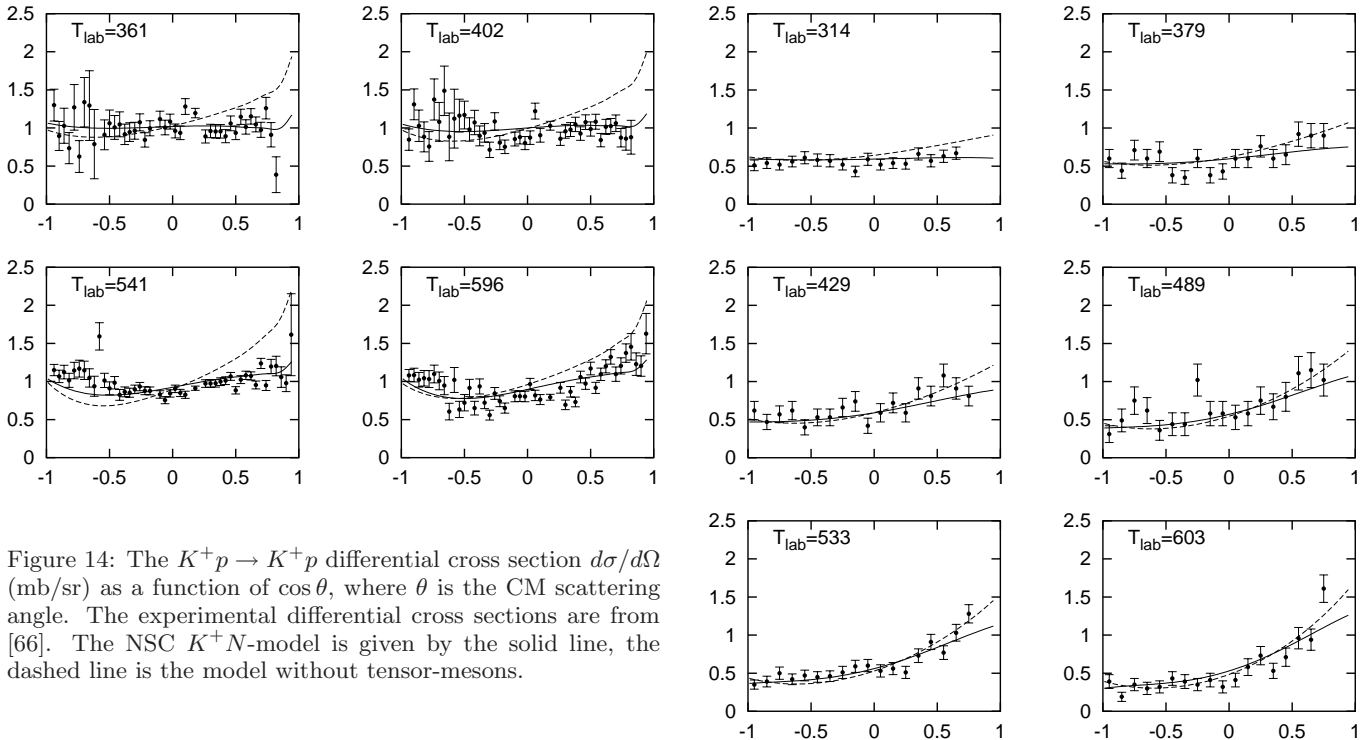 T_lab=361
2.5
2
1.5
1
0.5
0
-1 -0.5 0 0.5 1
T_lab=402
2.5
2
1.5
1
0.5
0
-1 -0.5 0 0.5 1
T_lab=314
2.5
2
1.5
1
0.5
0
-1 -0.5 0 0.5 1
T_lab=379
2.5
2
1.5
1
0.5
0
-1 -0.5 0 0.5 1
T_lab=541
2.5
2
1.5
1
0.5
0
-1 -0.5 0 0.5 1
T_lab=596
2.5
2
1.5
1
0.5
0
-1 -0.5 0 0.5 1
T_lab=429
2.5
2
1.5
1
0.5
0
-1 -0.5 0 0.5 1
T_lab=489
2.5
2
1.5
1
0.5
0
-1 -0.5 0 0.5 1
Figure 14: The K⁺p → K⁺p differential cross section dσ/dΩ
(mb/sr) as a function of cos θ, where θ is the CM scattering
angle. The experimental differential cross sections are from
[66]. The NSC K⁺N-model is given by the solid line, the
dashed line is the model without tensor-mesons.
T_lab=533
2.5
2
1.5
1
0.5
0
-1 -0.5 0 0.5 1
T_lab=603
2.5
2
1.5
1
0.5
0
-1 -0.5 0 0.5 1